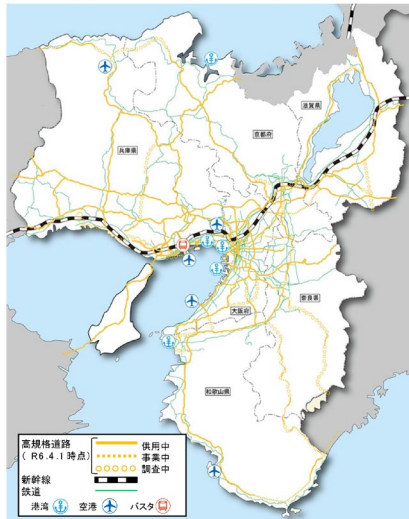 滋賀県
京都府
兵庫県
大阪府
奈良県
和歌山県
高規格道路
( R6.4.1 時点)
供用中
事業中
調査中
新幹線
鉄道
港湾 空港 バスタ